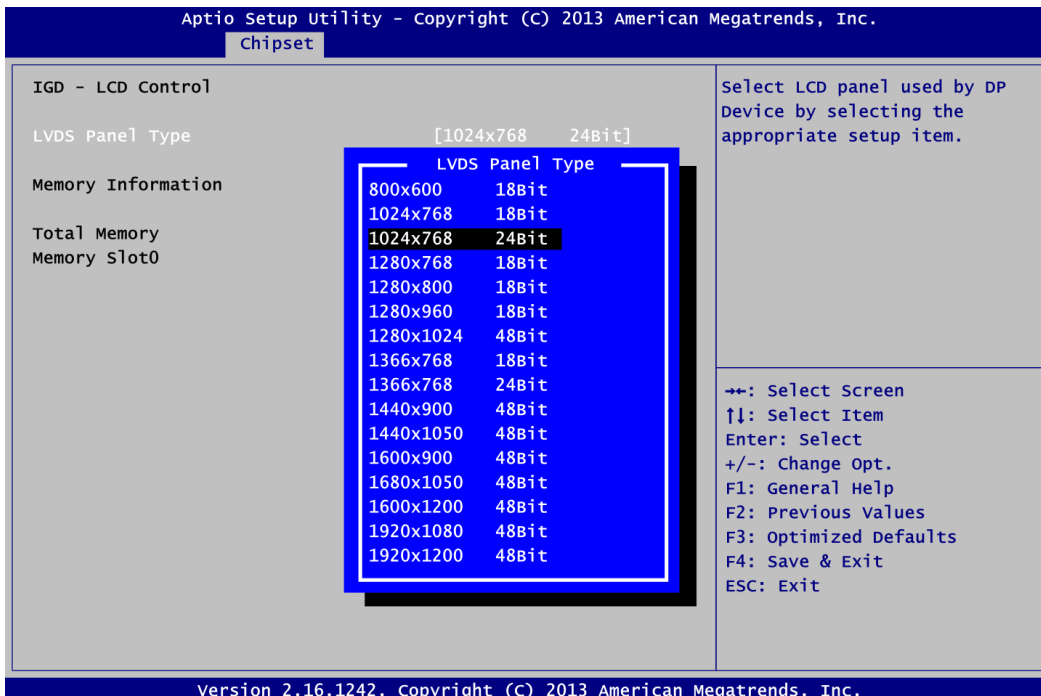 Aptio Setup Utility - Copyright (C) 2013 American Megatrends, Inc.
Chipset
IGD - LCD Control
LVDS Panel Type [1024x768 24Bit]
Memory Information
Total Memory
Memory Slot0
LVDS Panel Type
800x600 18Bit
1024x768 18Bit
1024x768 24Bit
1280x768 18Bit
1280x800 18Bit
1280x960 18Bit
1280x1024 48Bit
1366x768 18Bit
1366x768 24Bit
1440x900 48Bit
1440x1050 48Bit
1600x900 48Bit
1680x1050 48Bit
1600x1200 48Bit
1920x1080 48Bit
1920x1200 48Bit
Select LCD panel used by DP
Device by selecting the
appropriate setup item.
→←: Select Screen
↑↓: Select Item
Enter: Select
+/-: Change Opt.
F1: General Help
F2: Previous Values
F3: Optimized Defaults
F4: Save & Exit
ESC: Exit
Version 2.16.1242. Copyright (C) 2013 American Megatrends, Inc.